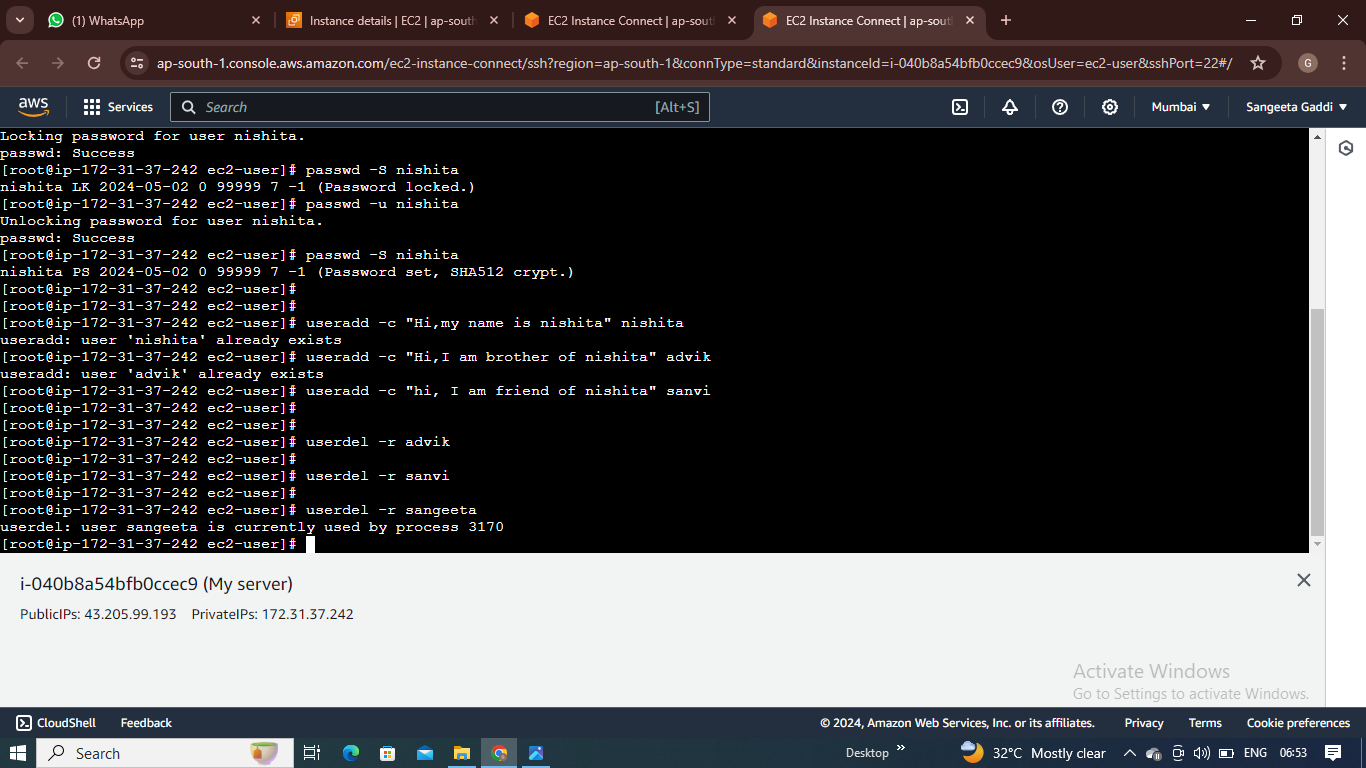 (1) WhatsApp
Instance details | EC2 | ap-south
EC2 Instance Connect | ap-sout
EC2 Instance Connect | ap-sout
ap-south-1.console.aws.amazon.com/ec2-instance-connect/ssh?region=ap-south-1&connType=standard&instanceId=i-040b8a54bfb0ccec9&osUser=ec2-user&sshPort=22#/
G
aws
Services
Search
[Alt+S]
Mumbai
Sangeeta Gaddi
Locking password for user nishita.
passwd: Success
[root@ip-172-31-37-242 ec2-user]# passwd -S nishita
nishita LK 2024-05-02 0 99999 7 -1 (Password locked.)
[root@ip-172-31-37-242 ec2-user]# passwd -u nishita
Unlocking password for user nishita.
passwd: Success
[root@ip-172-31-37-242 ec2-user]# passwd -S nishita
nishita PS 2024-05-02 0 99999 7 -1 (Password set, SHA512 crypt.)
[root@ip-172-31-37-242 ec2-user]#
[root@ip-172-31-37-242 ec2-user]#
[root@ip-172-31-37-242 ec2-user]# useradd -c "Hi,my name is nishita" nishita
useradd: user 'nishita' already exists
[root@ip-172-31-37-242 ec2-user]# useradd -c "Hi,I am brother of nishita" advik
useradd: user 'advik' already exists
[root@ip-172-31-37-242 ec2-user]# useradd -c "hi, I am friend of nishita" sanvi
[root@ip-172-31-37-242 ec2-user]#
[root@ip-172-31-37-242 ec2-user]#
[root@ip-172-31-37-242 ec2-user]# userdel -r advik
[root@ip-172-31-37-242 ec2-user]#
[root@ip-172-31-37-242 ec2-user]# userdel -r sanvi
[root@ip-172-31-37-242 ec2-user]#
[root@ip-172-31-37-242 ec2-user]# userdel -r sangeeta
userdel: user sangeeta is currently used by process 3170
[root@ip-172-31-37-242 ec2-user]#
i-040b8a54bfb0ccec9 (My server)
PublicIPs: 43.205.99.193 PrivateIPs: 172.31.37.242
Activate Windows
Go to Settings to activate Windows.
CloudShell
Feedback
© 2024, Amazon Web Services, Inc. or its affiliates.
Privacy
Terms
Cookie preferences
Search
Desktop
32°C Mostly clear
ENG
06:53